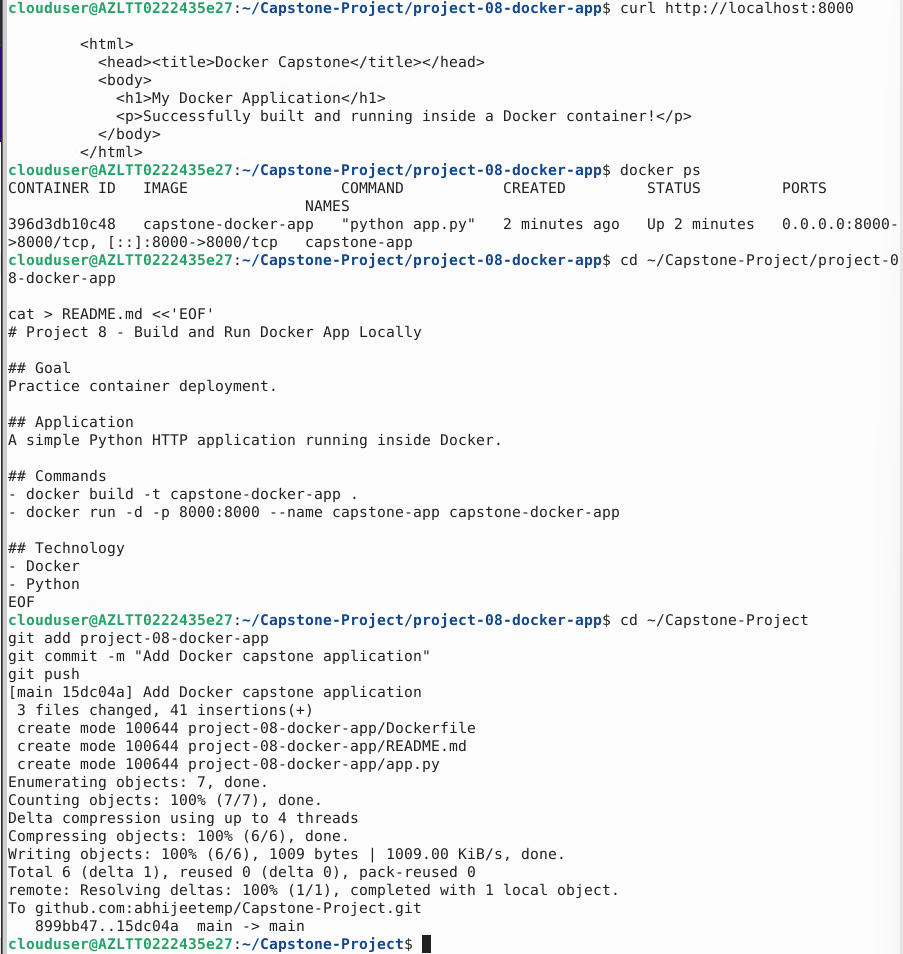 clouduser@AZLTT0222435e27:~/Capstone-Project/project-08-docker-app$ curl http://localhost:8000
<html>
<head><title>Docker Capstone</title></head>
<body>
<h1>My Docker Application</h1>
<p>Successfully built and running inside a Docker container!</p>
</body>
</html>
clouduser@AZLTT0222435e27:~/Capstone-Project/project-08-docker-app$ docker ps
CONTAINER ID   IMAGE                 COMMAND           CREATED         STATUS         PORTS
NAMES
396d3db10c48   capstone-docker-app   "python app.py"   2 minutes ago   Up 2 minutes   0.0.0.0:8000-
>8000/tcp, [::]:8000->8000/tcp   capstone-app
clouduser@AZLTT0222435e27:~/Capstone-Project/project-08-docker-app$ cd ~/Capstone-Project/project-0
8-docker-app
cat > README.md <<'EOF'
# Project 8 - Build and Run Docker App Locally
## Goal
Practice container deployment.
## Application
A simple Python HTTP application running inside Docker.
## Commands
- docker build -t capstone-docker-app .
- docker run -d -p 8000:8000 --name capstone-app capstone-docker-app
## Technology
- Docker
- Python
EOF
clouduser@AZLTT0222435e27:~/Capstone-Project/project-08-docker-app$ cd ~/Capstone-Project
git add project-08-docker-app
git commit -m "Add Docker capstone application"
git push
[main 15dc04a] Add Docker capstone application
3 files changed, 41 insertions(+)
create mode 100644 project-08-docker-app/Dockerfile
create mode 100644 project-08-docker-app/README.md
create mode 100644 project-08-docker-app/app.py
Enumerating objects: 7, done.
Counting objects: 100% (7/7), done.
Delta compression using up to 4 threads
Compressing objects: 100% (6/6), done.
Writing objects: 100% (6/6), 1009 bytes | 1009.00 KiB/s, done.
Total 6 (delta 1), reused 0 (delta 0), pack-reused 0
remote: Resolving deltas: 100% (1/1), completed with 1 local object.
To github.com:abhijeetemp/Capstone-Project.git
899bb47..15dc04a  main -> main
clouduser@AZLTT0222435e27:~/Capstone-Project$